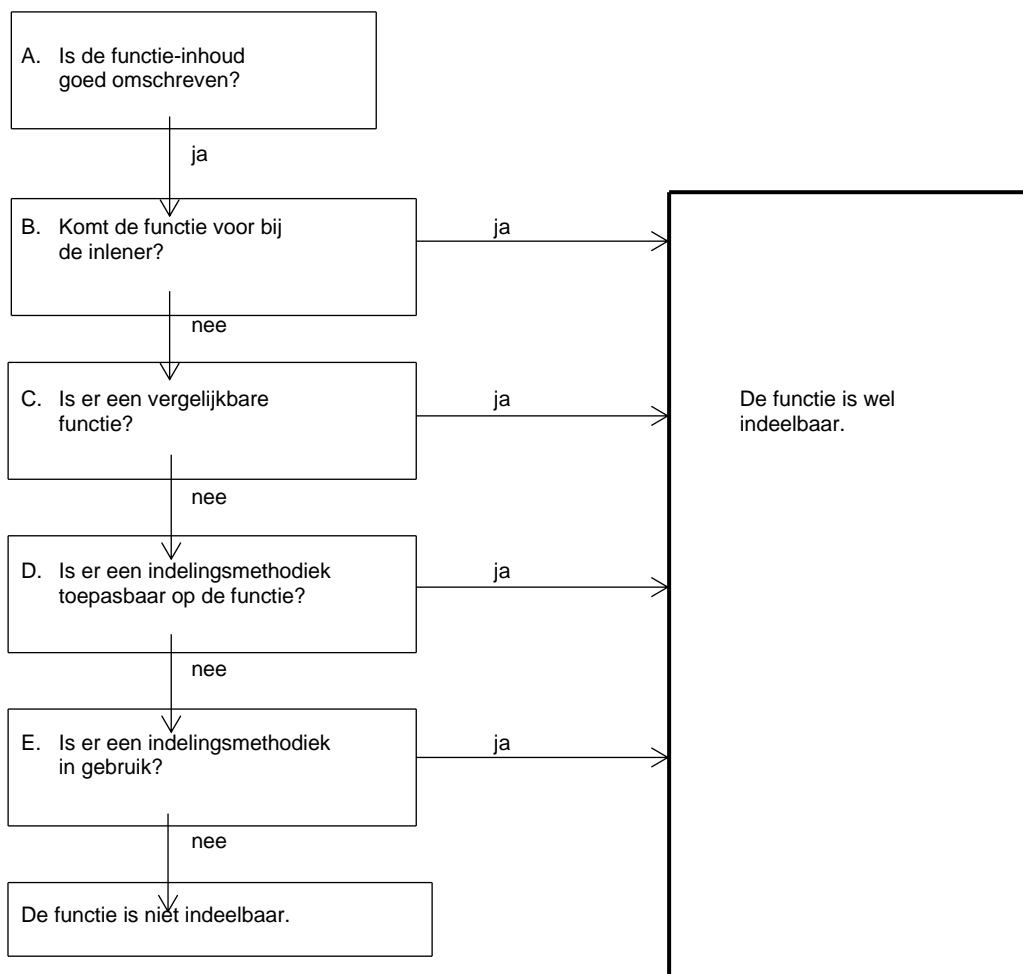 A. Is de functie-inhoud
goed omschreven?
ja
B. Komt de functie voor bij
de inlener?
ja
nee
C. Is er een vergelijkbare
functie?
ja
De functie is wel
indeelbaar.
nee
D. Is er een indelingsmethodiek
toepasbaar op de functie?
ja
nee
E. Is er een indelingsmethodiek
in gebruik?
ja
nee
De functie is niet indeelbaar.